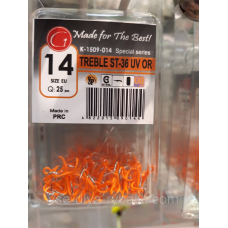 G Made for The Best!
K-1509-014 Special series
14
SIZE EU
Q: 25 pcs
TREBLE ST-36 UV OR
Made in
PRC